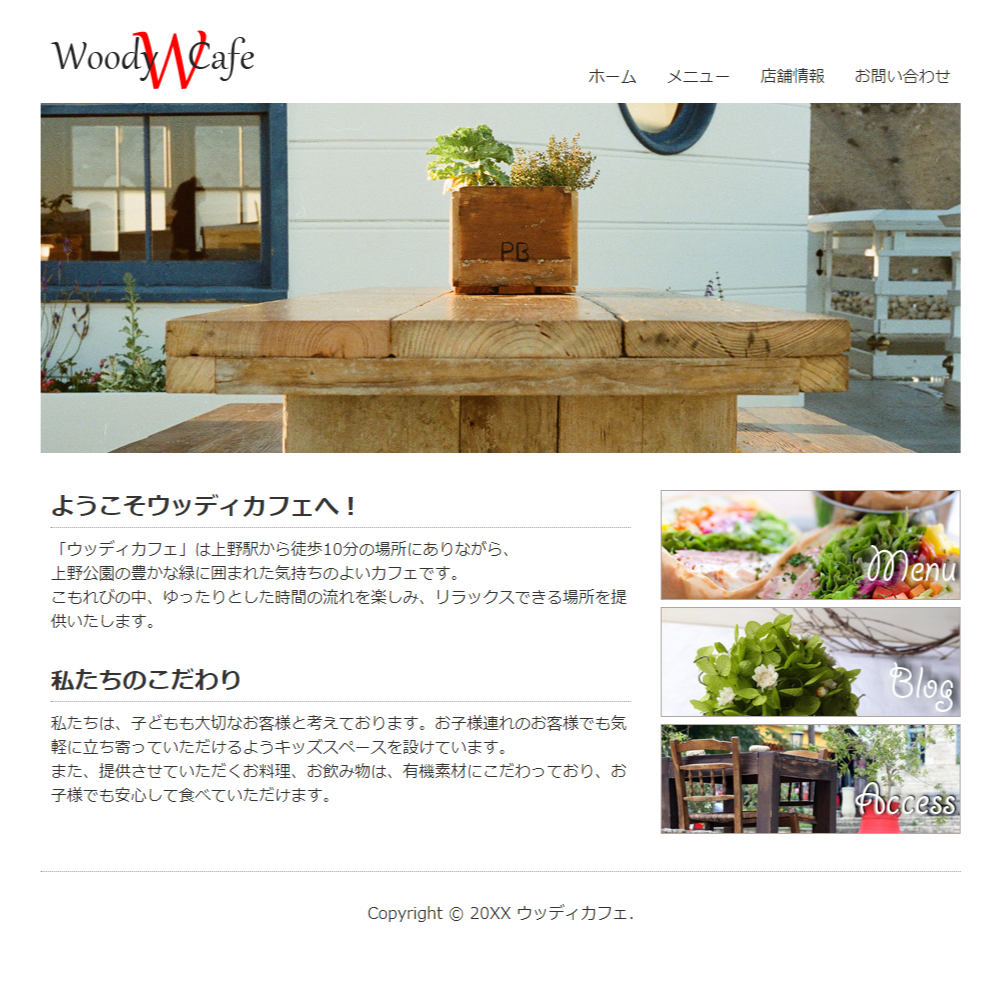 Woody W Cafe
ホーム メニュー 店舗情報 お問い合わせ
PB
ようこそウッディカフェへ！
「ウッディカフェ」は上野駅から徒歩10分の場所にありながら、
上野公園の豊かな緑に囲まれた気持ちのよいカフェです。
こもれびの中、ゆったりとした時間の流れを楽しみ、リラックスできる場所を提
供いたします。
私たちのこだわり
私たちは、子どもも大切なお客様と考えております。お子様連れのお客様でも気
軽に立ち寄っていただけるようキッズスペースを設けています。
また、提供させていただくお料理、お飲み物は、有機素材にこだわっており、お
子様でも安心して食べていただけます。
Menu
Blog
Access
Copyright © 20XX ウッディカフェ.